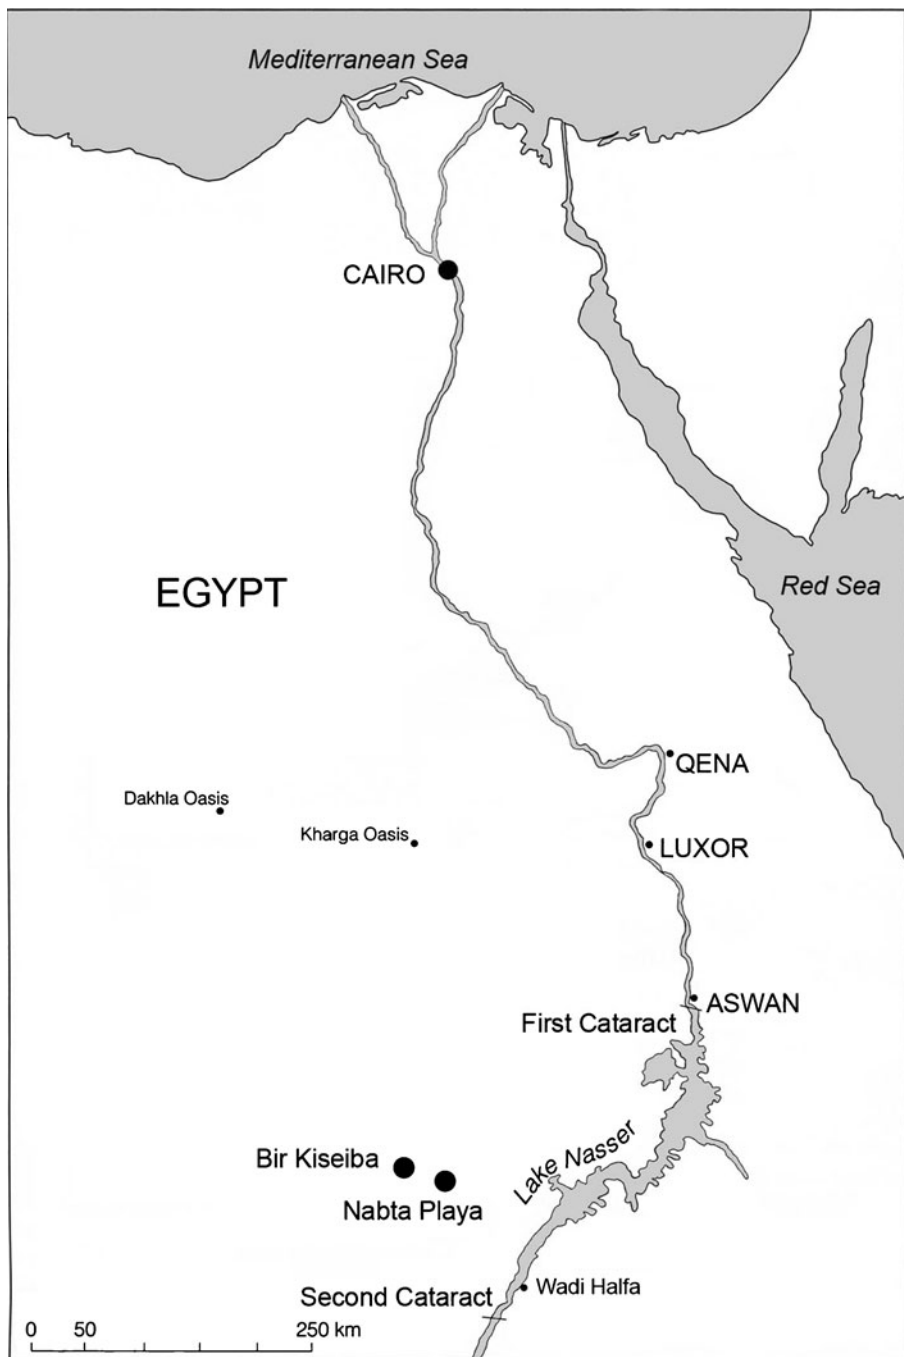 Mediterranean Sea
CAIRO
EGYPT
Red Sea
QENA
Dakhla Oasis
Kharga Oasis
LUXOR
ASWAN
First Cataract
Lake Nasser
Bir Kiseiba
Nabta Playa
Wadi Halfa
Second Cataract
0 50 250 km